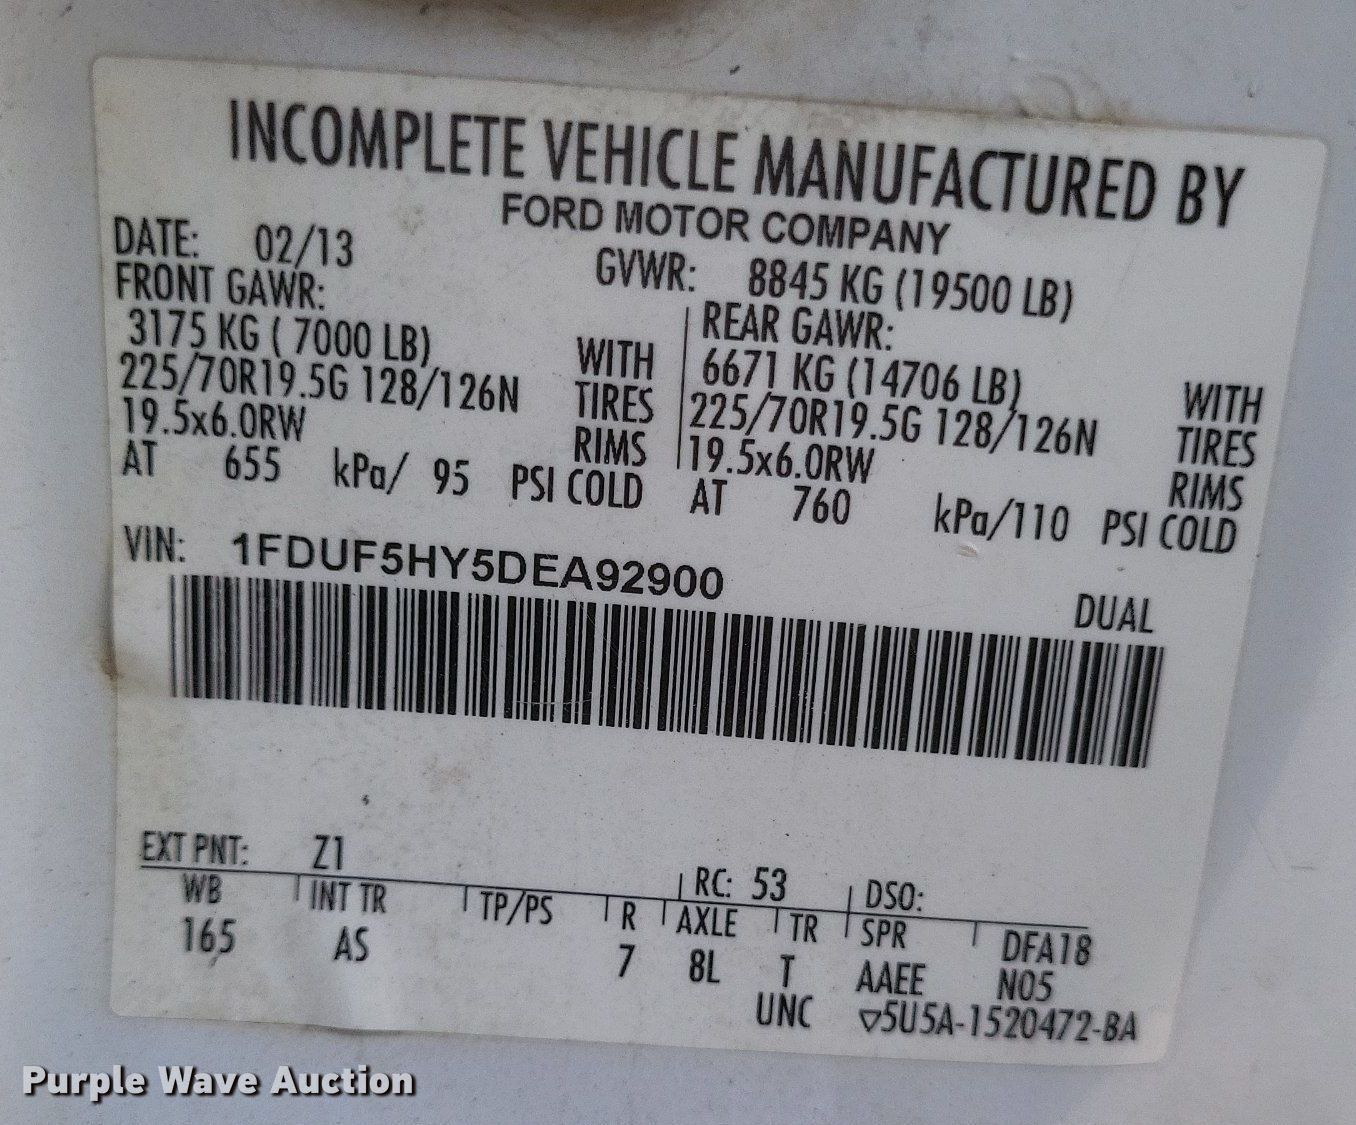 INCOMPLETE VEHICLE MANUFACTURED BY
FORD MOTOR COMPANY
DATE: 02/13
GVWR: 8845 KG (19500 LB)
FRONT GAWR:
3175 KG ( 7000 LB) WITH
225/70R19.5G 128/126N TIRES
19.5x6.0RW RIMS
AT 655 kPa/ 95 PSI COLD
REAR GAWR:
6671 KG (14706 LB) WITH
225/70R19.5G 128/126N TIRES
19.5x6.0RW RIMS
AT 760 kPa/110 PSI COLD
VIN: 1FDUF5HY5DEA92900
DUAL
EXT PNT: Z1 RC: 53 DSO:
WB INT TR TP/PS R AXLE TR SPR DFA18
165 AS 7 8L T AAEE N05
UNC ▽5U5A-1520472-BA
Purple Wave Auction